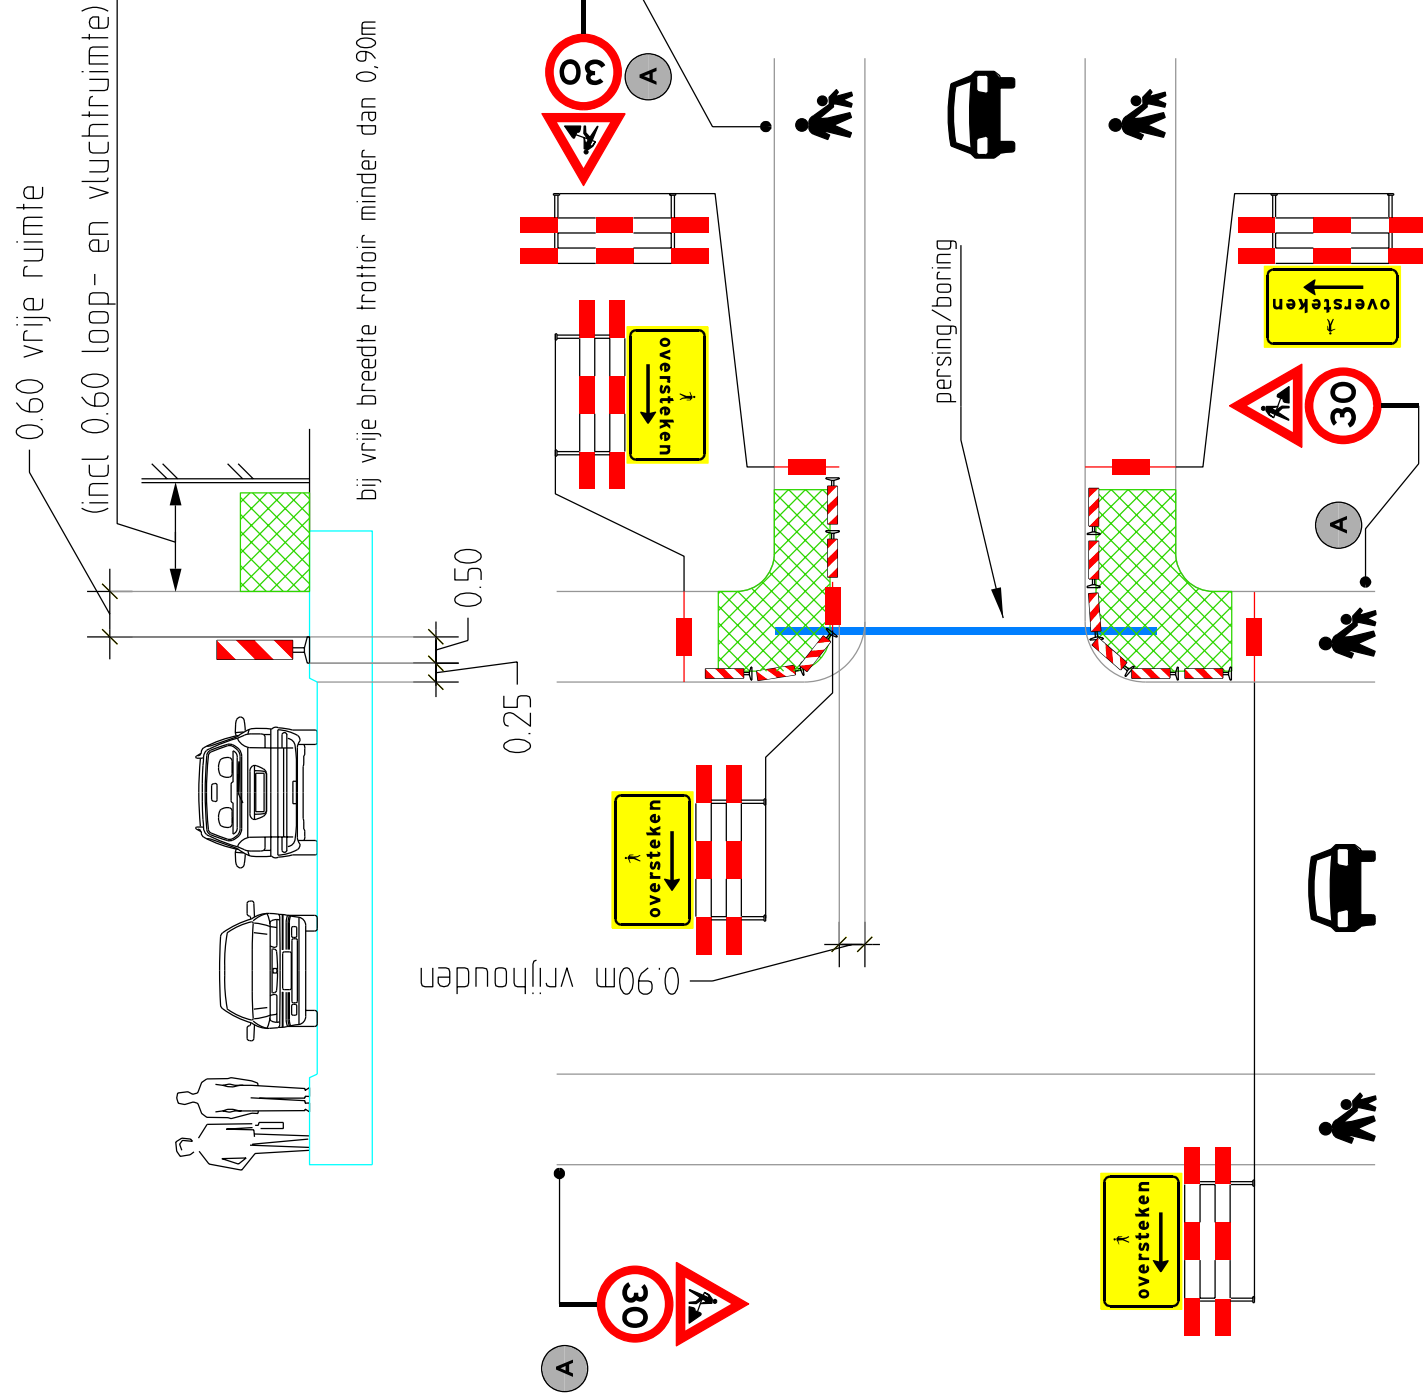 0.60 vrije ruimte
(incl 0.60 loop- en vluchtruimte)
bij vrije breedte trottoir minder dan 0,90m
0.50
0.25
30
A
oversteken
persing/boring
oversteken
30
A
oversteken
0.90m vrijhouden
oversteken
30
A